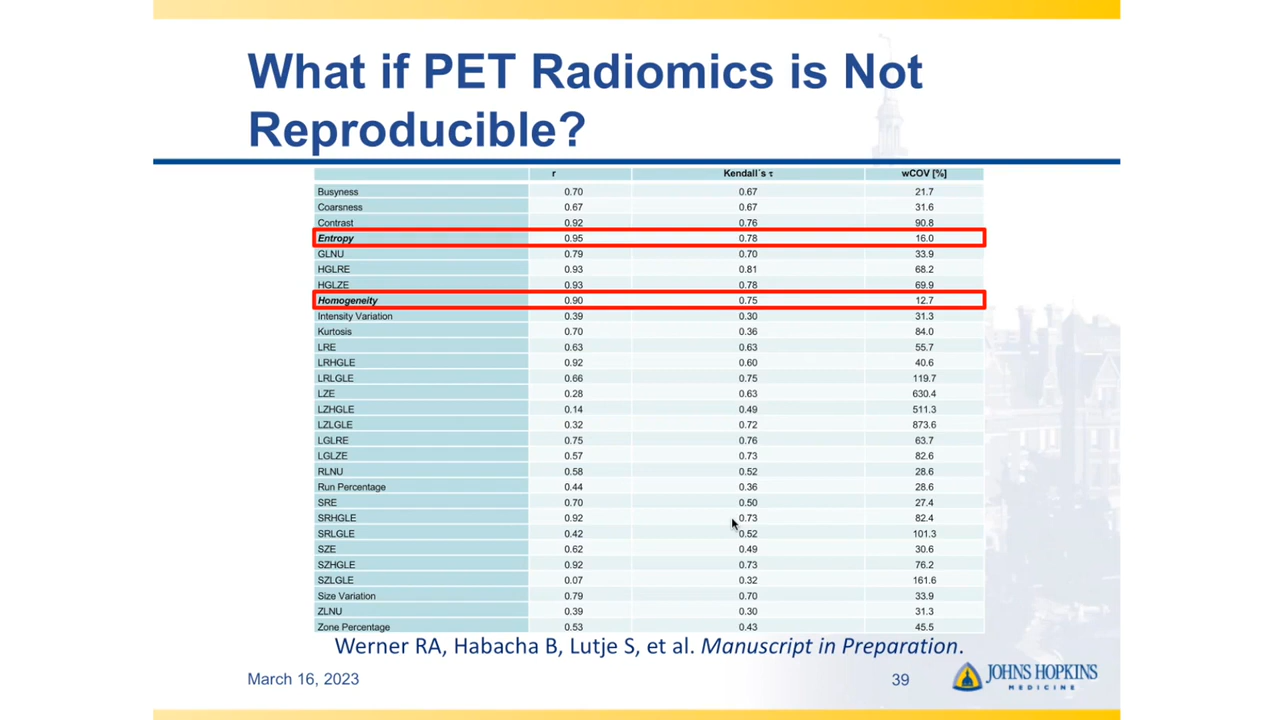 What if PET Radiomics is Not
Reproducible?
r Kendall´s τ wCOV [%]
Busyness 0.70 0.67 21.7
Coarsness 0.67 0.67 31.6
Contrast 0.92 0.76 90.8
Entropy 0.95 0.78 16.0
GLNU 0.79 0.70 33.9
HGLRE 0.93 0.81 68.2
HGLZE 0.93 0.78 69.9
Homogeneity 0.90 0.75 12.7
Intensity Variation 0.39 0.30 31.3
Kurtosis 0.70 0.36 84.0
LRE 0.63 0.63 55.7
LRHGLE 0.92 0.60 40.6
LRLGLE 0.66 0.75 119.7
LZE 0.28 0.63 630.4
LZHGLE 0.14 0.49 511.3
LZLGLE 0.32 0.72 873.6
LGLRE 0.75 0.76 63.7
LGLZE 0.57 0.73 82.6
RLNU 0.58 0.52 28.6
Run Percentage 0.44 0.36 28.6
SRE 0.70 0.50 27.4
SRHGLE 0.92 0.73 82.4
SRLGLE 0.42 0.52 101.3
SZE 0.62 0.49 30.6
SZHGLE 0.92 0.73 76.2
SZLGLE 0.07 0.32 161.6
Size Variation 0.79 0.70 33.9
ZLNU 0.39 0.30 31.3
Zone Percentage 0.53 0.43 45.5
Werner RA, Habacha B, Lutje S, et al. Manuscript in Preparation.
March 16, 2023
39
JOHNS HOPKINS
MEDICINE